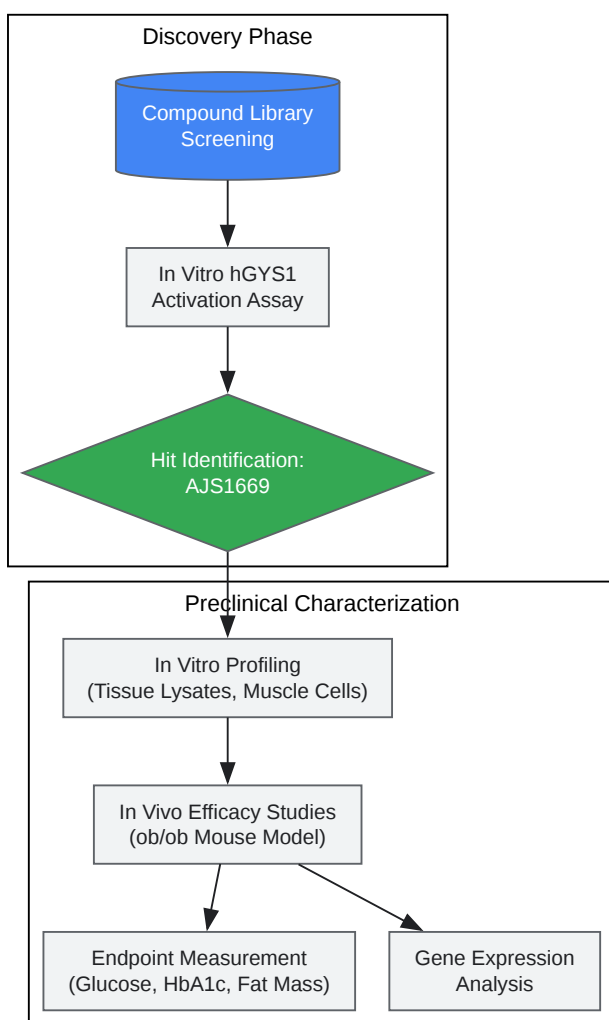 Discovery Phase
Compound Library
Screening
In Vitro hGYS1
Activation Assay
Hit Identification:
AJS1669
Preclinical Characterization
In Vitro Profiling
(Tissue Lysates, Muscle Cells)
In Vivo Efficacy Studies
(ob/ob Mouse Model)
Endpoint Measurement
(Glucose, HbA1c, Fat Mass)
Gene Expression
Analysis